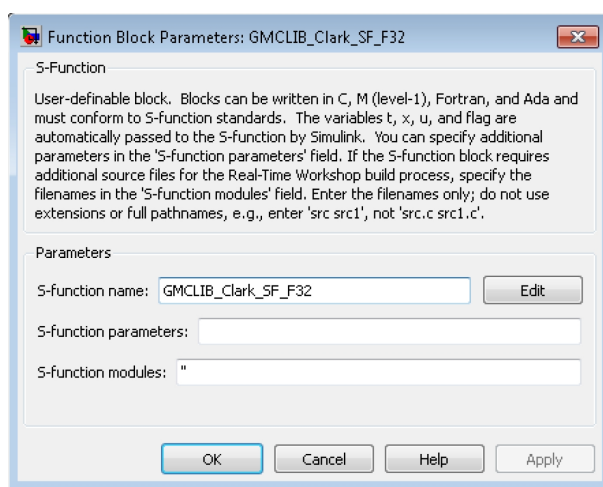 Function Block Parameters: GMCLIB_Clark_SF_F32
S-Function
User-definable block. Blocks can be written in C, M (level-1), Fortran, and Ada and
must conform to S-function standards. The variables t, x, u, and flag are
automatically passed to the S-function by Simulink. You can specify additional
parameters in the 'S-function parameters' field. If the S-function block requires
additional source files for the Real-Time Workshop build process, specify the
filenames in the 'S-function modules' field. Enter the filenames only; do not use
extensions or full pathnames, e.g., enter 'src src1', not 'src.c src1.c'.
Parameters
S-function name: GMCLIB_Clark_SF_F32 Edit
S-function parameters:
S-function modules: ''
OK Cancel Help Apply